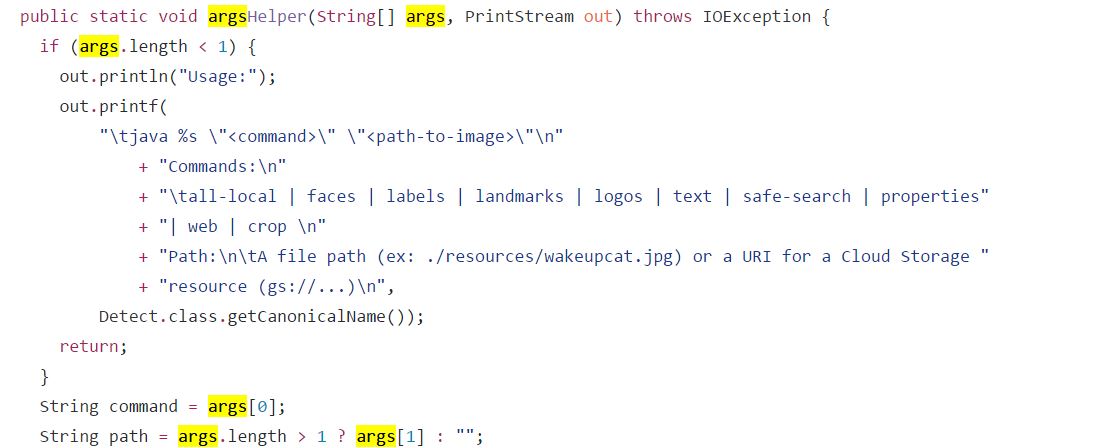 public static void argsHelper(String[] args, PrintStream out) throws IOException {
if (args.length < 1) {
out.println("Usage:");
out.printf(
"\tjava %s \"<command>\" \"<path-to-image>\"\n"
+ "Commands:\n"
+ "\tall-local | faces | labels | landmarks | logos | text | safe-search | properties"
+ "| web | crop \n"
+ "Path:\n\tA file path (ex: ./resources/wakeupcat.jpg) or a URI for a Cloud Storage "
+ "resource (gs://...)\n",
Detect.class.getCanonicalName());
return;
}
String command = args[0];
String path = args.length > 1 ? args[1] : "";